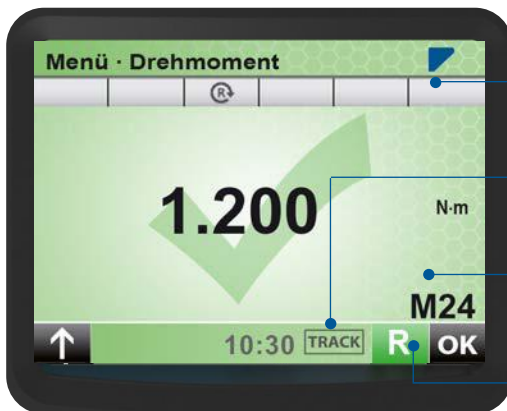 Menü · Drehmoment
R
1.200 N·m
M24
10:30 TRACK R OK